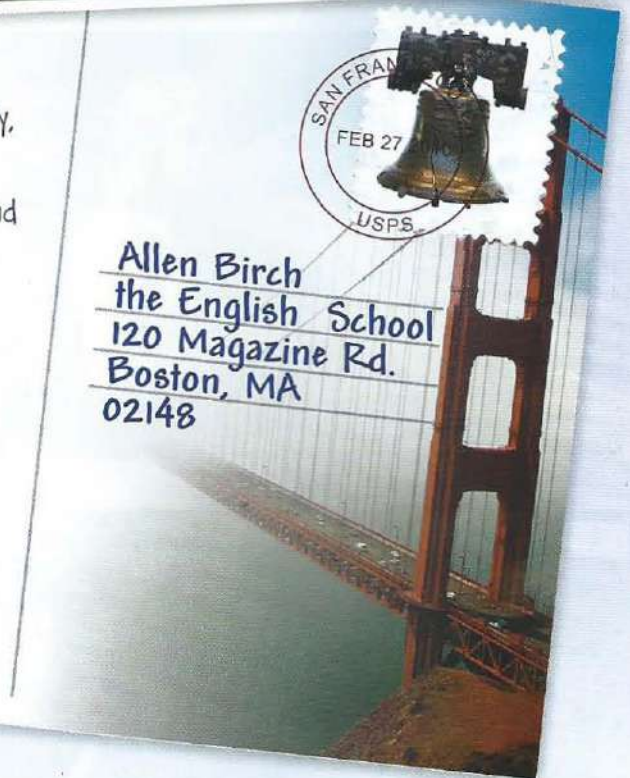 SAN FRAN
FEB 27
USPS
Allen Birch
the English School
120 Magazine Rd.
Boston, MA
02148